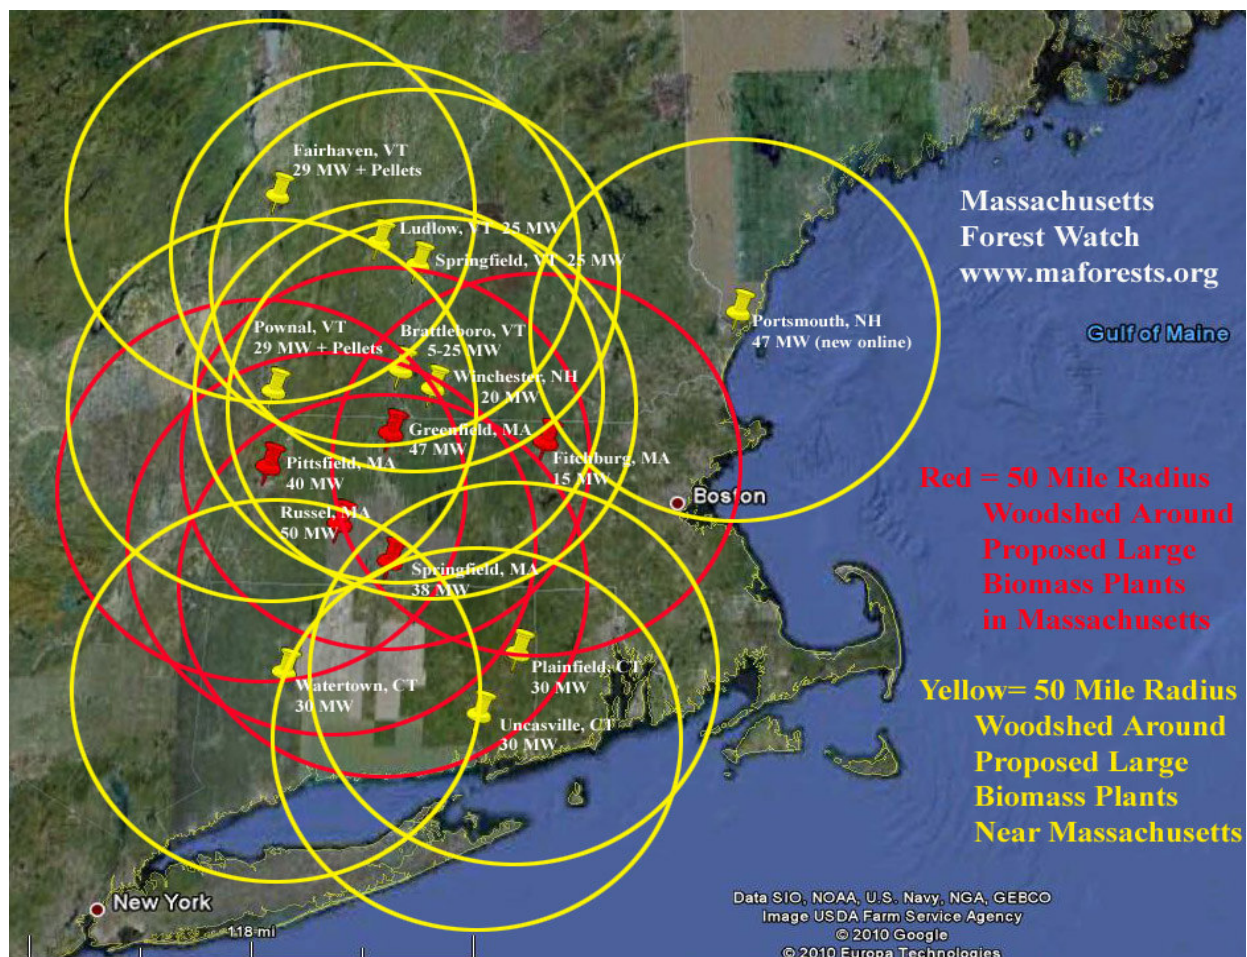 Fairhaven, VT
29 MW + Pellets
Ludlow, VT 25 MW
Springfield, VT 25 MW
Massachusetts
Forest Watch
www.maforests.org
Pownal, VT
29 MW + Pellets
Brattleboro, VT
5-25 MW
Portsmouth, NH
47 MW (new online)
Gulf of Maine
Winchester, NH
20 MW
Greenfield, MA
47 MW
Fitchburg, MA
15 MW
Pittsfield, MA
40 MW
Russel, MA
50 MW
Boston
Red = 50 Mile Radius
Woodshed Around
Proposed Large
Biomass Plants
in Massachusetts
Springfield, MA
38 MW
Plainfield, CT
30 MW
Watertown, CT
30 MW
Uncasville, CT
30 MW
Yellow= 50 Mile Radius
Woodshed Around
Proposed Large
Biomass Plants
Near Massachusetts
New York
118 mi
Data SIO, NOAA, U.S. Navy, NGA, GEBCO
Image USDA Farm Service Agency
© 2010 Google
© 2010 Europa Technologies